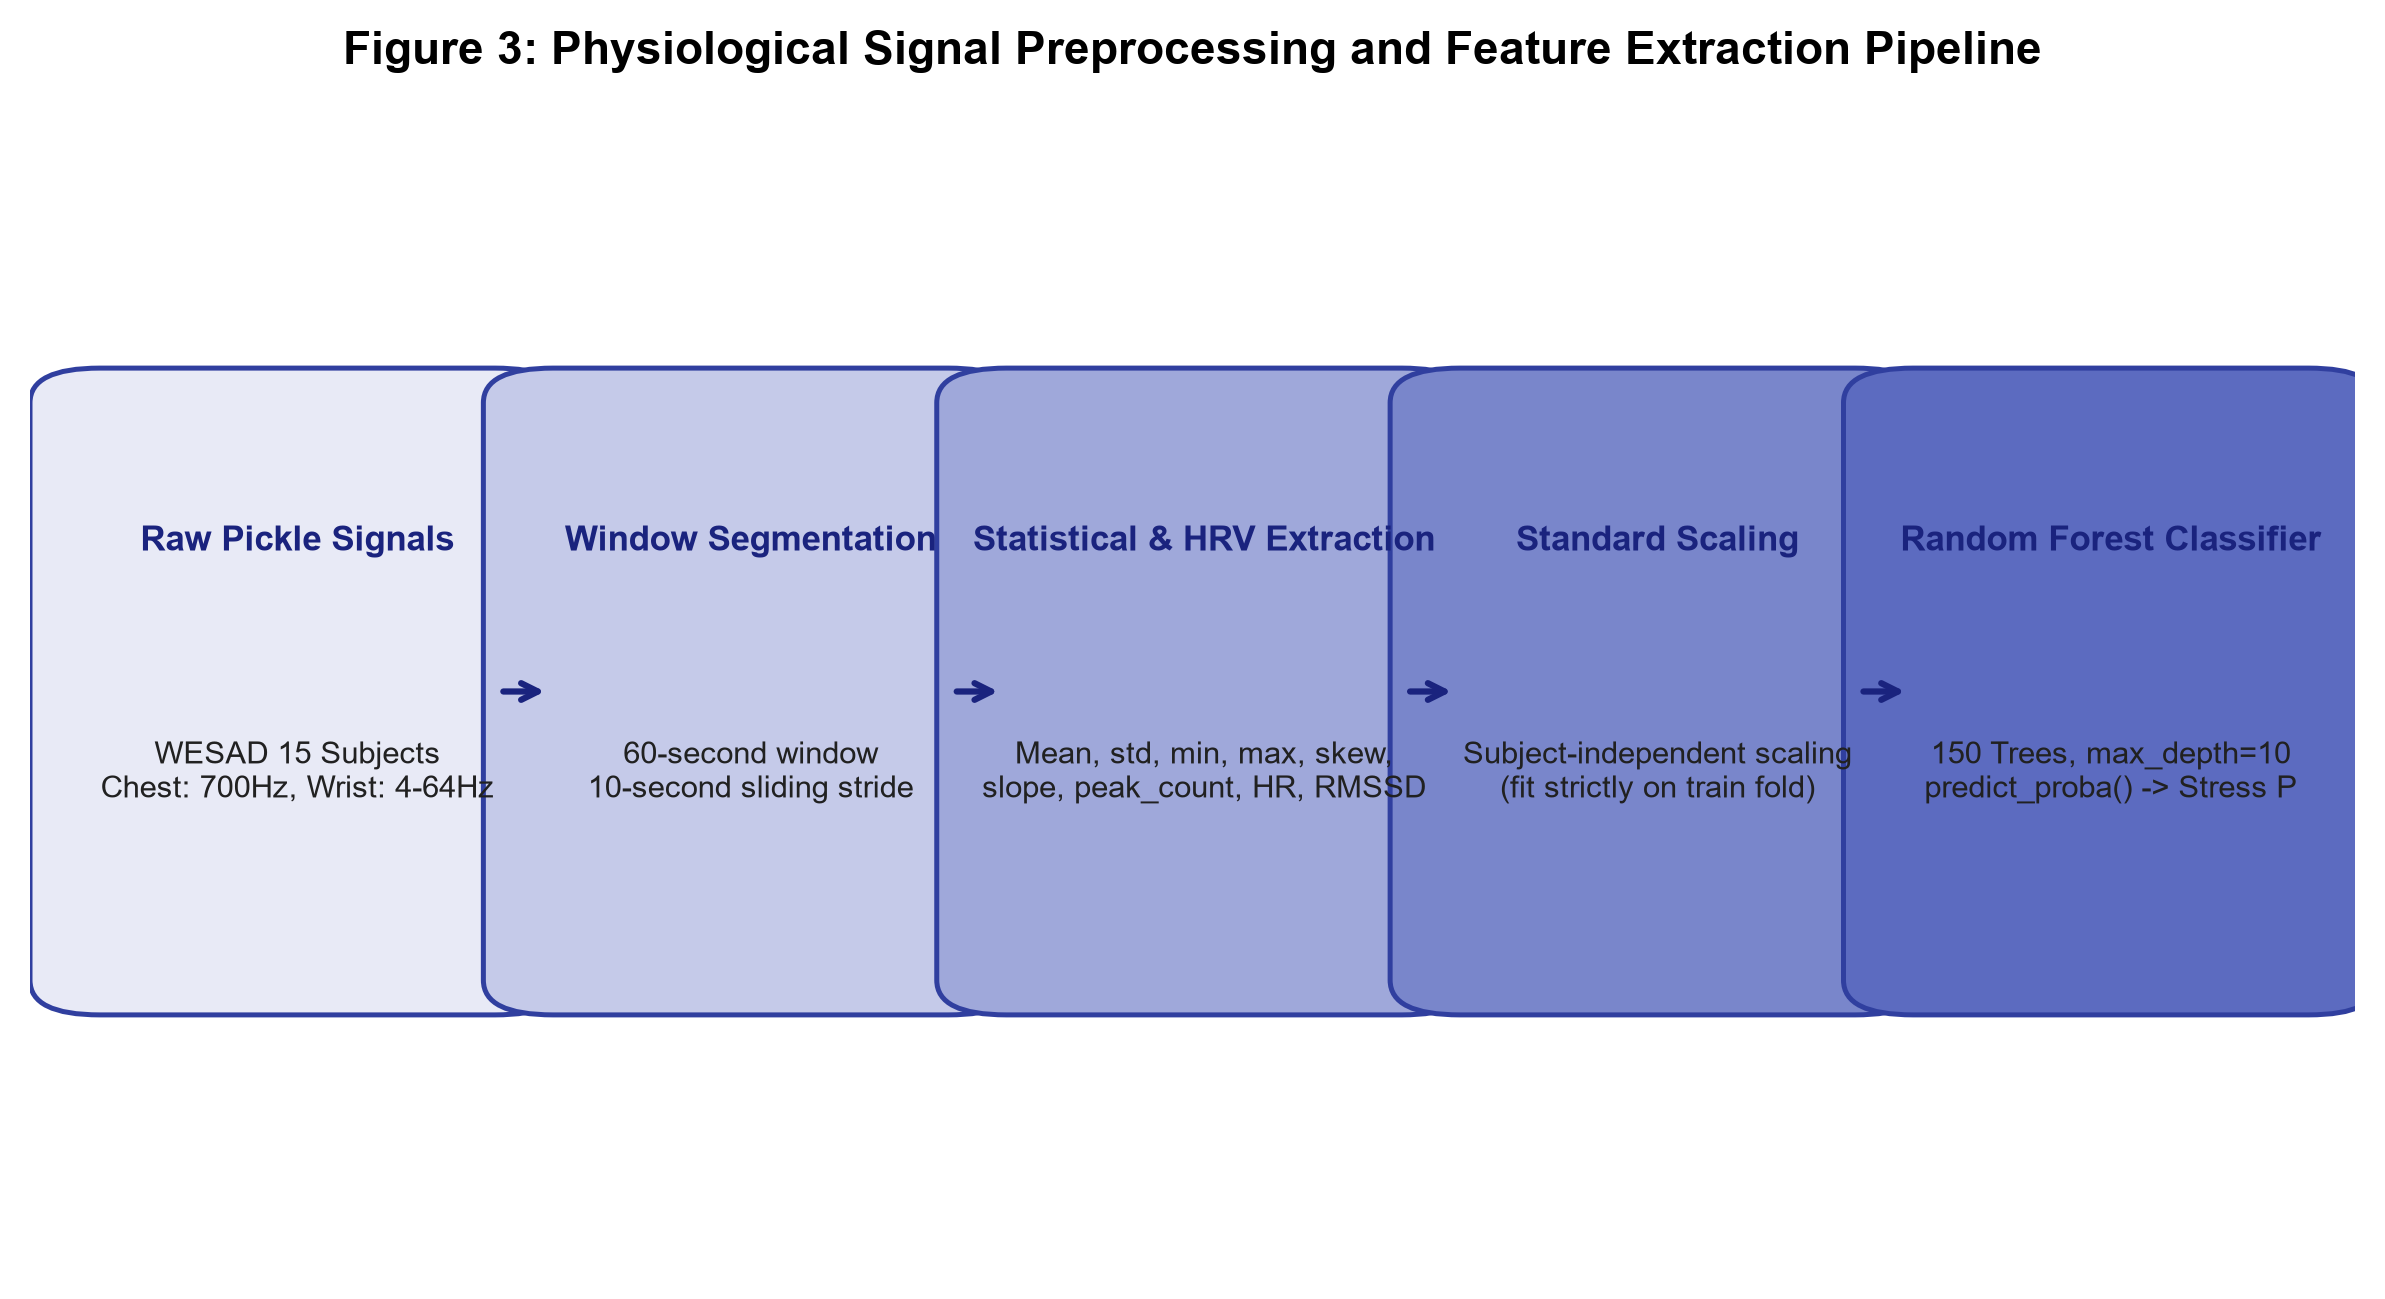 Figure 3: Physiological Signal Preprocessing and Feature Extraction Pipeline
Raw Pickle Signals
WESAD 15 Subjects
Chest: 700Hz, Wrist: 4-64Hz
Window Segmentation
60-second window
10-second sliding stride
Statistical & HRV Extraction
Mean, std, min, max, skew,
slope, peak_count, HR, RMSSD
Standard Scaling
Subject-independent scaling
(fit strictly on train fold)
Random Forest Classifier
150 Trees, max_depth=10
predict_proba() -> Stress P